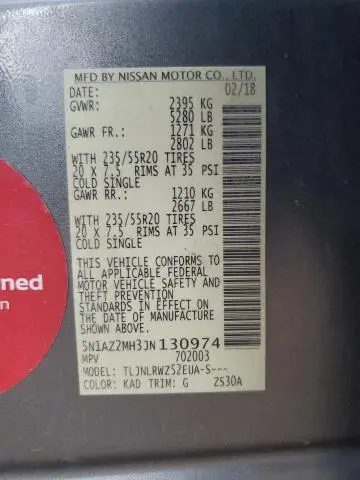 MFD BY NISSAN MOTOR CO., LTD.
DATE: 02/18
GVWR: 2395 KG
5280 LB
GAWR FR.: 1271 KG
2802 LB
WITH 235/55R20 TIRES
20 X 7.5 RIMS AT 35 PSI
COLD SINGLE
GAWR RR.: 1210 KG
2667 LB
WITH 235/55R20 TIRES
20 X 7.5 RIMS AT 35 PSI
COLD SINGLE
THIS VEHICLE CONFORMS TO
ALL APPLICABLE FEDERAL
MOTOR VEHICLE SAFETY
AND THEFT PREVENTION
STANDARDS IN EFFECT ON
THE DATE OF MANUFACTURE
SHOWN ABOVE.
5N1AZ2MH3JN130974
MPV 702003
MODEL: TLJNLRWZ52EUA-S---
COLOR: KAD TRIM: G ZS30A
ned
n